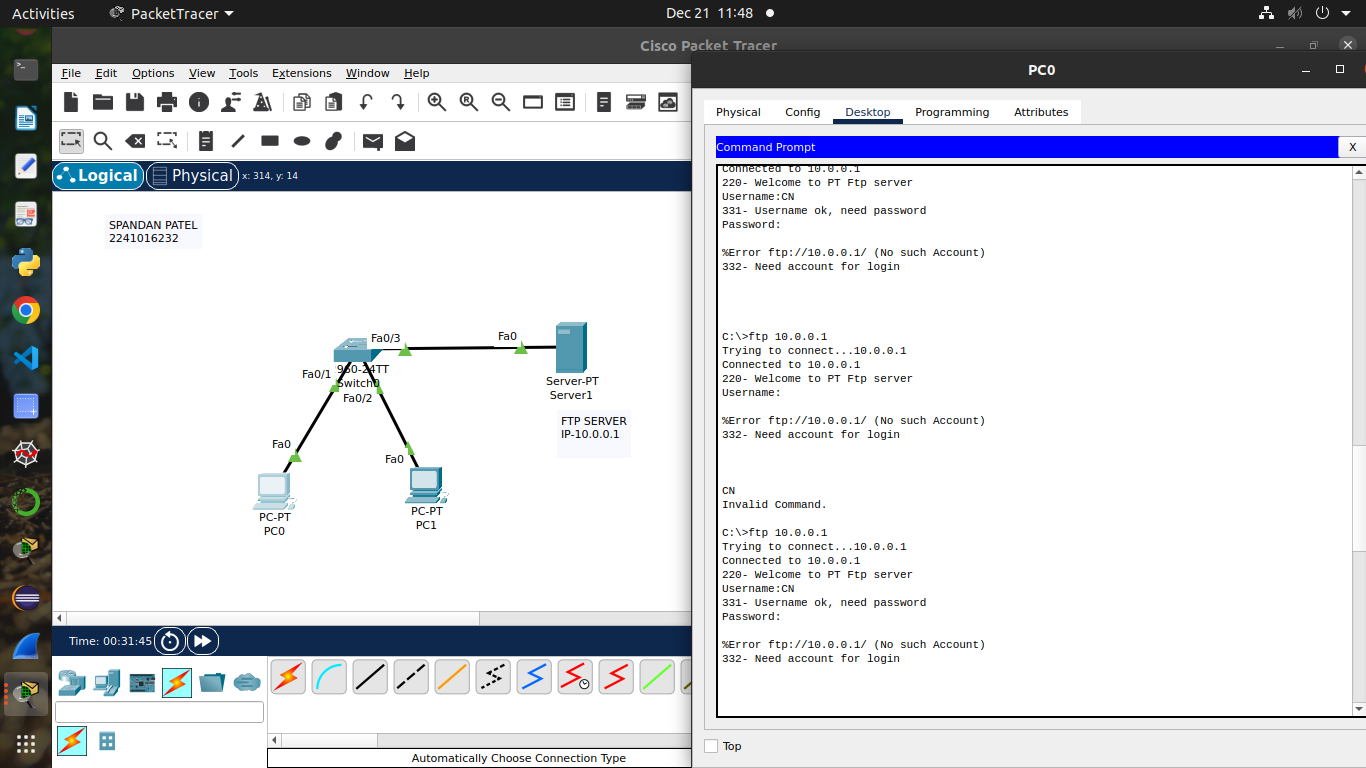 Activities
PacketTracer
Dec 21 11:48
Cisco Packet Tracer
File Edit Options View Tools Extensions Window Help
Logical
Physical
x: 314, y: 14
SPANDAN PATEL
2241016232
Fa0/3
Fa0
Fa0/1
960-24TT
Switch0
Fa0/2
Server-PT
Server1
FTP SERVER
IP-10.0.0.1
Fa0
Fa0
PC-PT
PC0
PC-PT
PC1
Time: 00:31:45
Automatically Choose Connection Type
PC0
Physical Config Desktop Programming Attributes
Command Prompt
X
Connected to 10.0.0.1
220- Welcome to PT Ftp server
Username:CN
331- Username ok, need password
Password:
%Error ftp://10.0.0.1/ (No such Account)
332- Need account for login
C:\>ftp 10.0.0.1
Trying to connect...10.0.0.1
Connected to 10.0.0.1
220- Welcome to PT Ftp server
Username:
%Error ftp://10.0.0.1/ (No such Account)
332- Need account for login
CN
Invalid Command.
C:\>ftp 10.0.0.1
Trying to connect...10.0.0.1
Connected to 10.0.0.1
220- Welcome to PT Ftp server
Username:CN
331- Username ok, need password
Password:
%Error ftp://10.0.0.1/ (No such Account)
332- Need account for login
Top